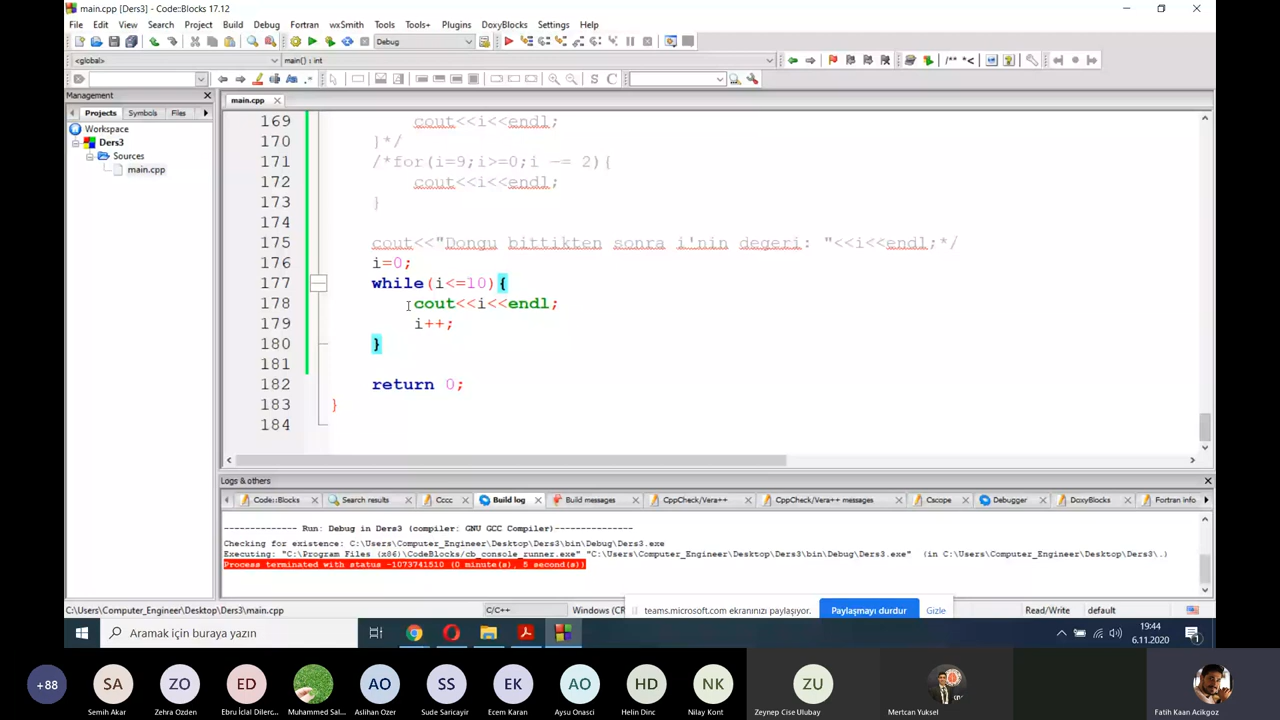 main.cpp [Ders3] - Code::Blocks 17.12
File Edit View Search Project Build Debug Fortran wxSmith Tools Tools+ Plugins DoxyBlocks Settings Help
Debug
<global> main() : int
/** *<
S C
Management
Projects Symbols Files
Workspace
Ders3
Sources
main.cpp
main.cpp
169 cout<<i<<endl;
170 }*/
171 /*for(i=9;i>=0;i -= 2){
172 cout<<i<<endl;
173 }
174
175 cout<<"Dongu bittikten sonra i'nin degeri: "<<i<<endl;*/
176 i=0;
177 while(i<=10){
178 cout<<i<<endl;
179 i++;
180 }
181
182 return 0;
183 }
184
Logs & others
Code::Blocks Search results Cccc Build log Build messages CppCheck/Vera++ CppCheck/Vera++ messages Cscope Debugger DoxyBlocks Fortran info
-------------- Run: Debug in Ders3 (compiler: GNU GCC Compiler)---------------
Checking for existence: C:\Users\Computer_Engineer\Desktop\Ders3\bin\Debug\Ders3.exe
Executing: "C:\Program Files (x86)\CodeBlocks/cb_console_runner.exe" "C:\Users\Computer_Engineer\Desktop\Ders3\bin\Debug\Ders3.exe" (in C:\Users\Computer_Engineer\Desktop\Ders3\.)
Process terminated with status -1073741510 (0 minute(s), 5 second(s))
teams.microsoft.com ekranınızı paylaşıyor. Paylaşmayı durdur Gizle
C:\Users\Computer_Engineer\Desktop\Ders3\main.cpp C/C++ Windows (CR Read/Write default
Aramak için buraya yazın
19:44
6.11.2020
+88 SA ZO ED AO SS EK AO HD NK ZU
Semih Akar Zehra Ozden Ebru İclal Dilerc... Muhammed Sal... Aslihan Ozer Sude Saricayir Ecem Karan Aysu Onasci Helin Dinc Nilay Kont Zeynep Cise Ulubay Mertcan Yuksel Fatih Kaan Acikgoz